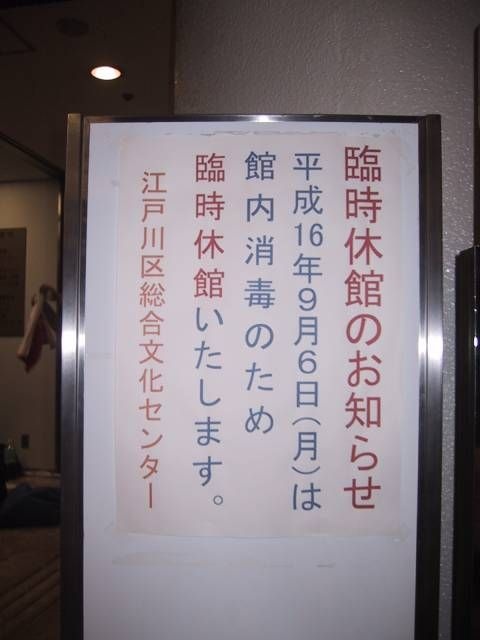 臨時休館のお知らせ
平成16年9月6日(月)は
館内消毒のため
臨時休館いたします。
江戸川区総合文化センター